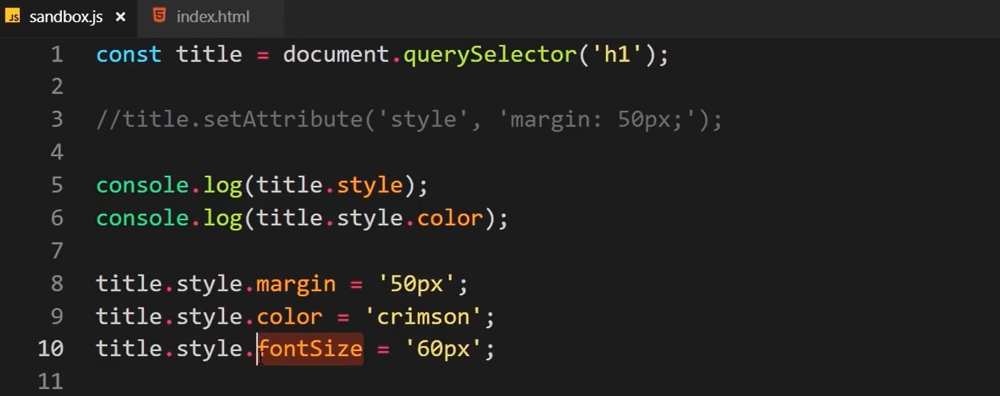 JS sandbox.js × 5 index.html
1 const title = document.querySelector('h1');
2
3 //title.setAttribute('style', 'margin: 50px;');
4
5 console.log(title.style);
6 console.log(title.style.color);
7
8 title.style.margin = '50px';
9 title.style.color = 'crimson';
10 title.style.fontSize = '60px';
11